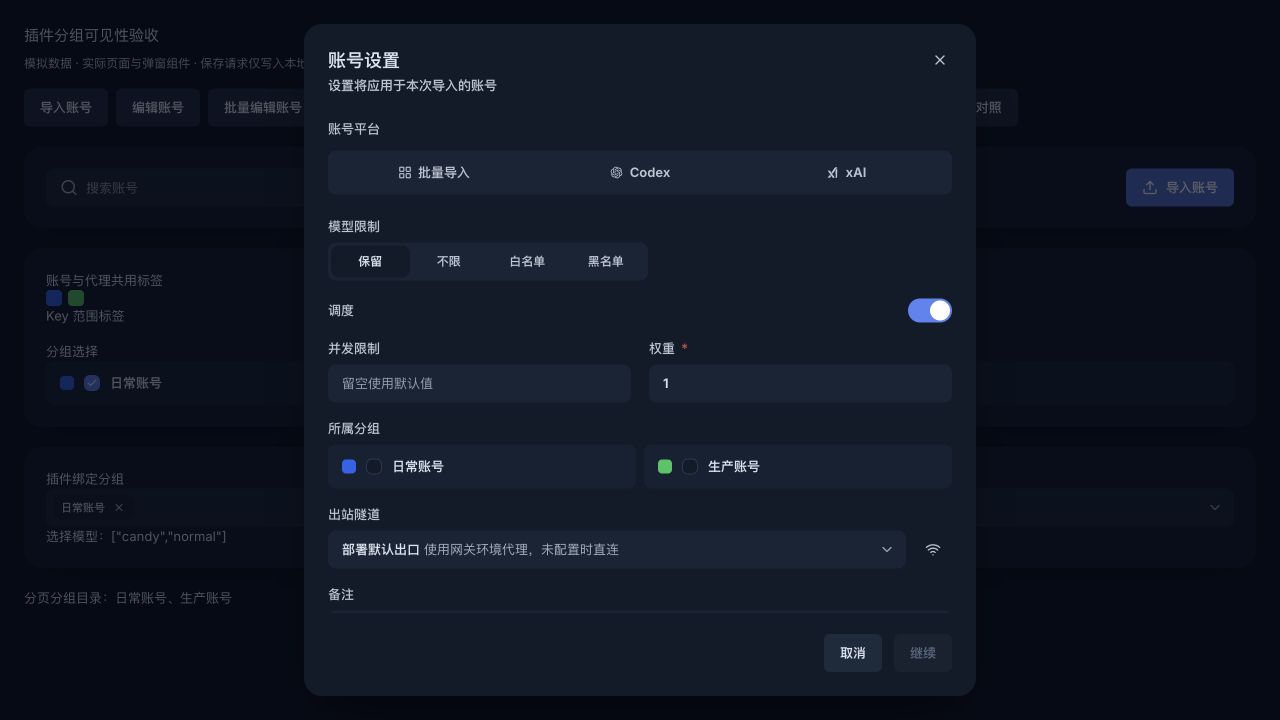 插件分组可见性验收
模拟数据 · 实际页面与弹窗组件 · 保存请求仅写入本地
导入账号
编辑账号
批量编辑账号
对照
搜索账号
导入账号
账号与代理共用标签
Key 范围标签
分组选择
日常账号
插件绑定分组
日常账号
选择模型：["candy","normal"]
分页分组目录：日常账号、生产账号
账号设置
设置将应用于本次导入的账号
账号平台
批量导入
Codex
xAI
模型限制
保留
不限
白名单
黑名单
调度
并发限制
权重 *
留空使用默认值
1
所属分组
日常账号
生产账号
出站隧道
部署默认出口 使用网关环境代理，未配置时直连
备注
取消
继续